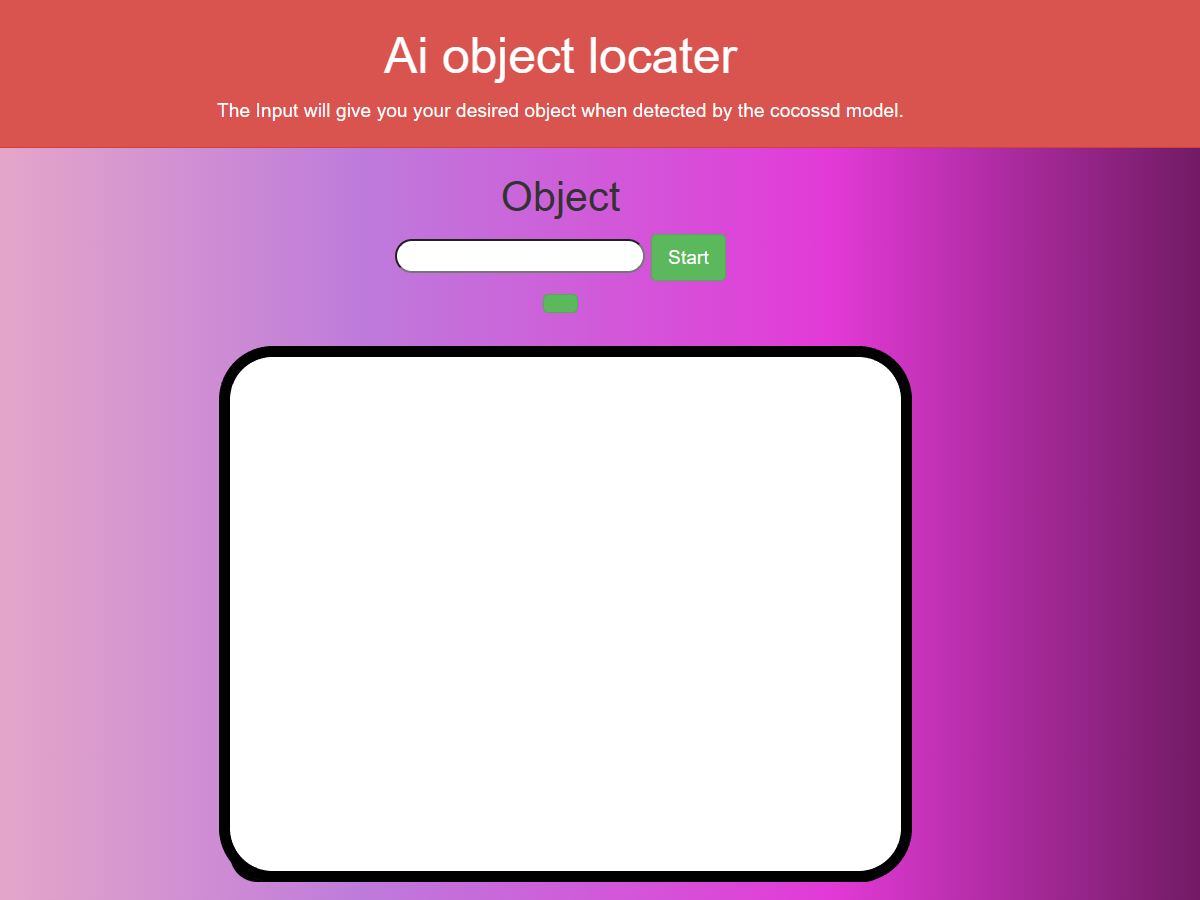 Ai object locater
The Input will give you your desired object when detected by the cocossd model.
Object
Start